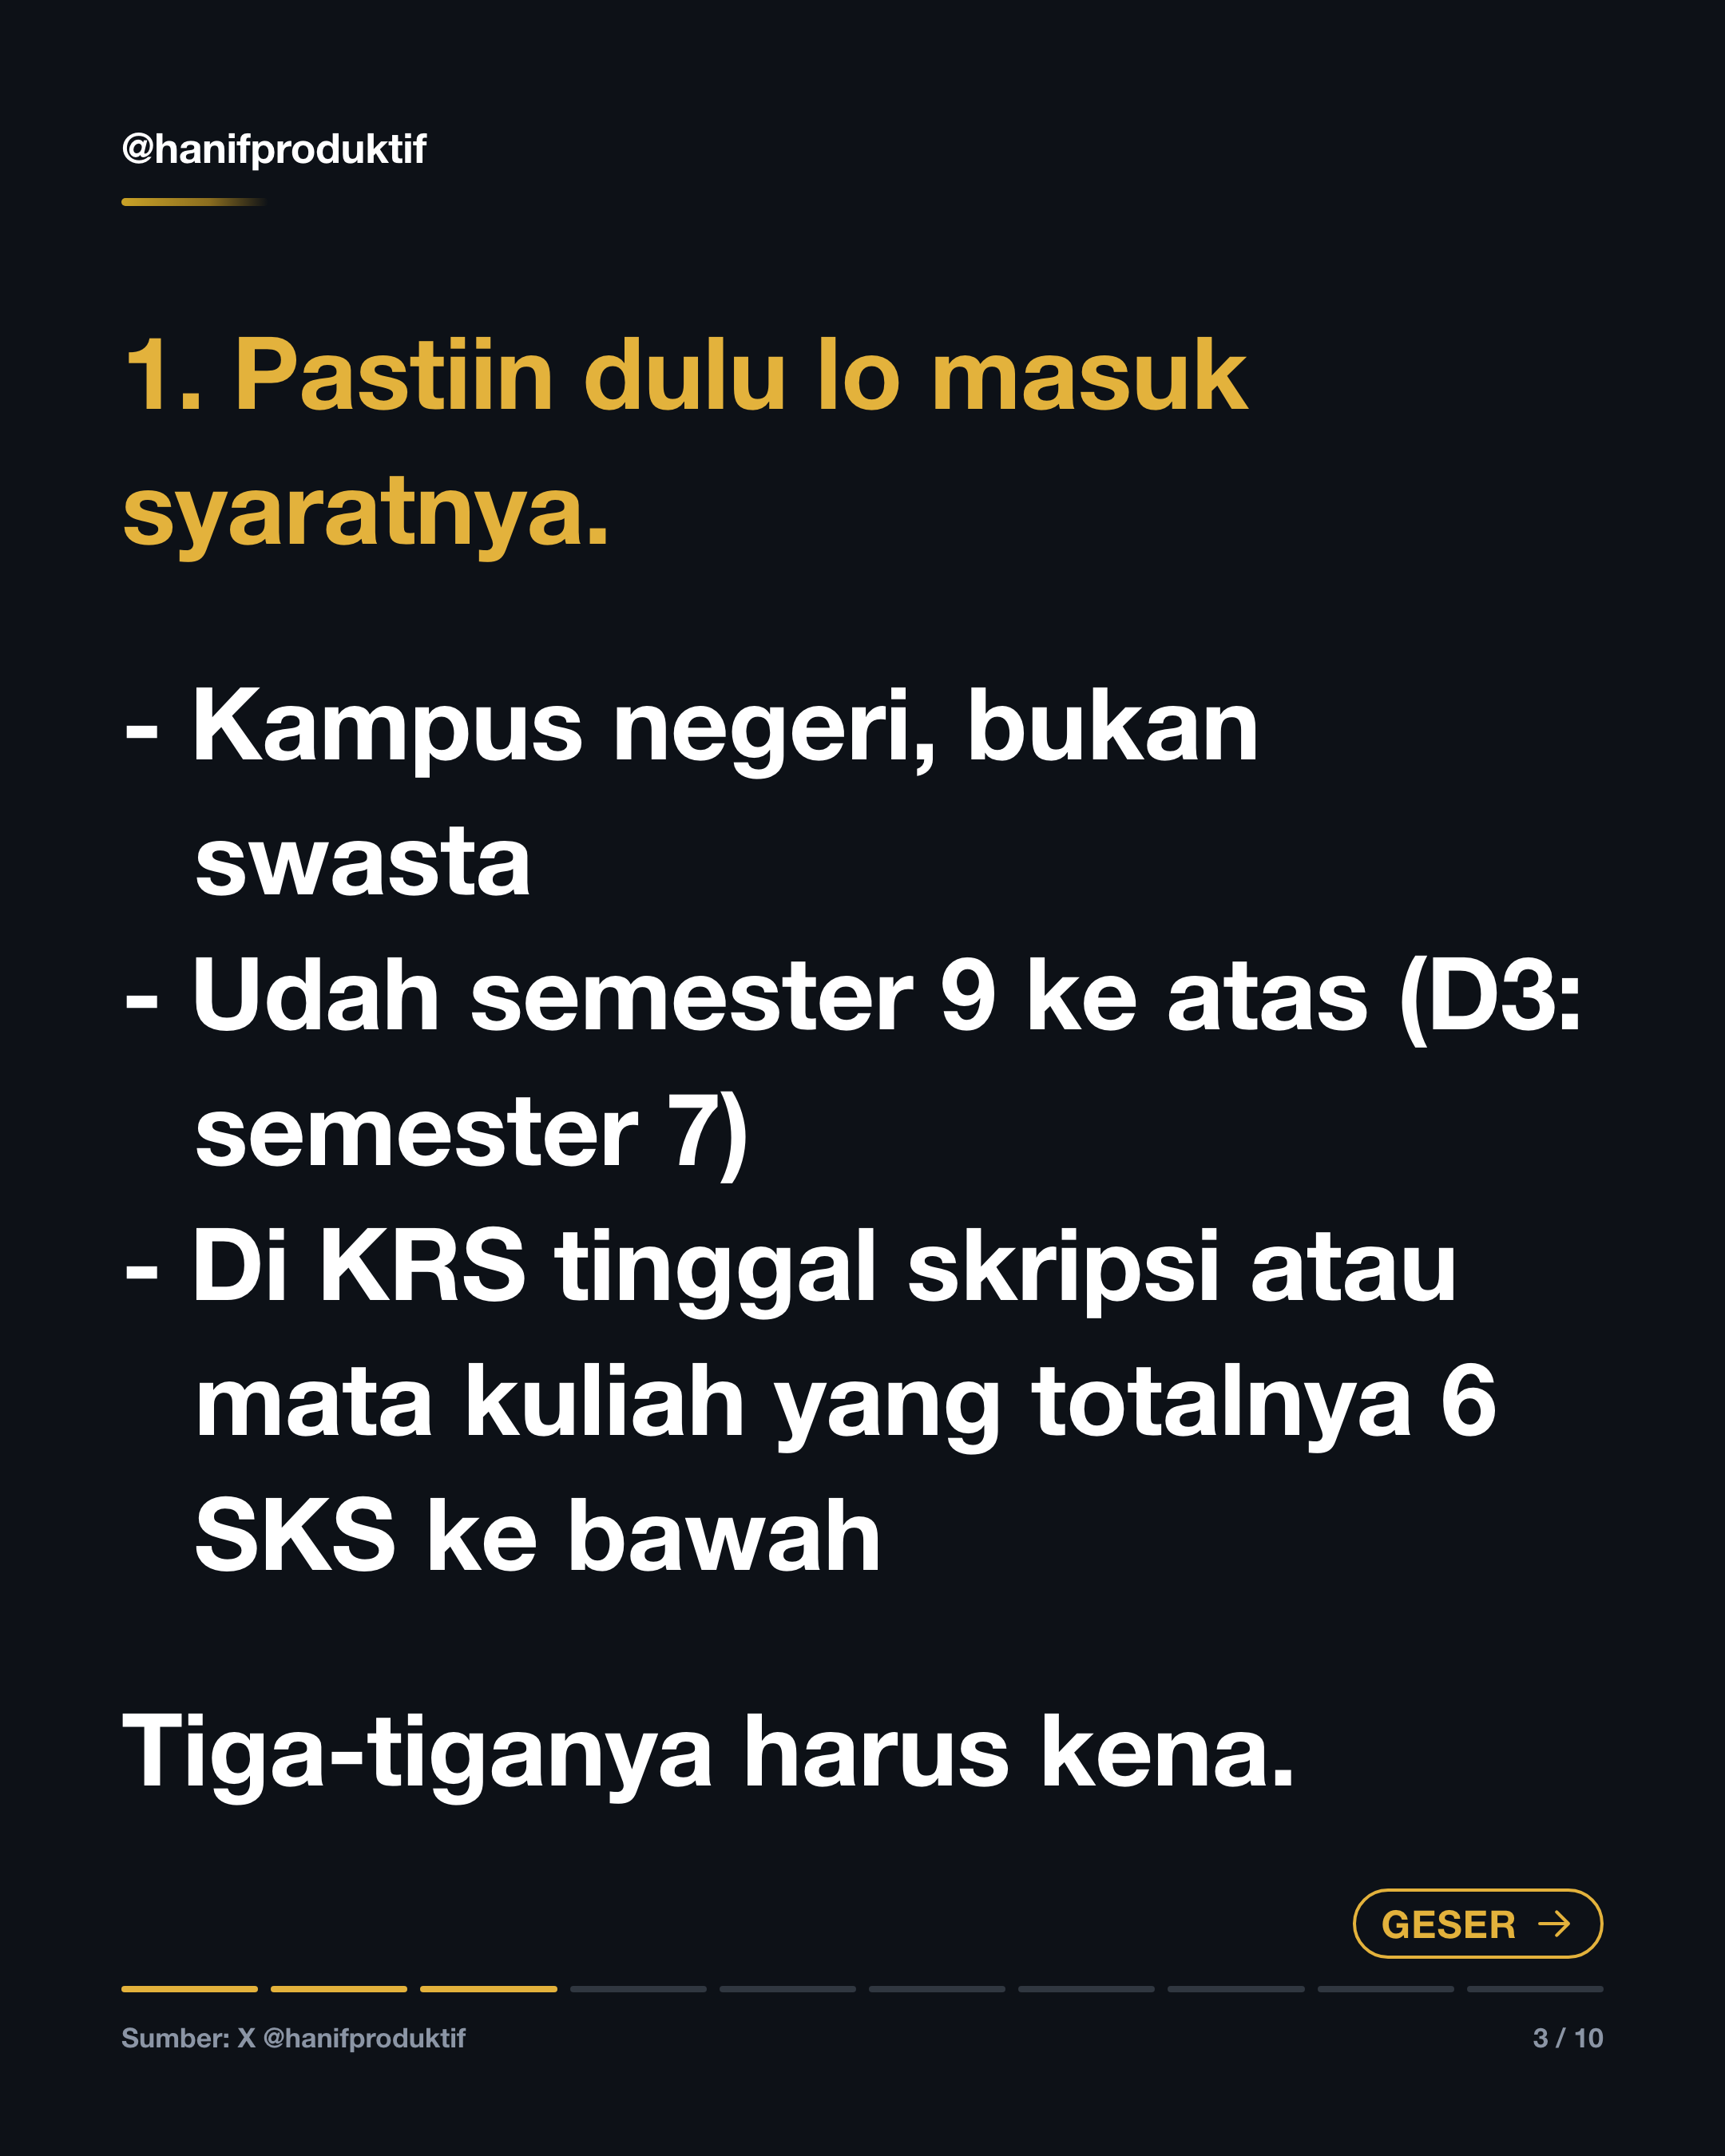 @hanifproduktif
1. Pastiin dulu lo masuk
syaratnya.
- Kampus negeri, bukan
swasta
- Udah semester 9 ke atas (D3:
semester 7)
- Di KRS tinggal skripsi atau
mata kuliah yang totalnya 6
SKS ke bawah
Tiga-tiganya harus kena.
GESER →
Sumber: X @hanifproduktif
3 / 10